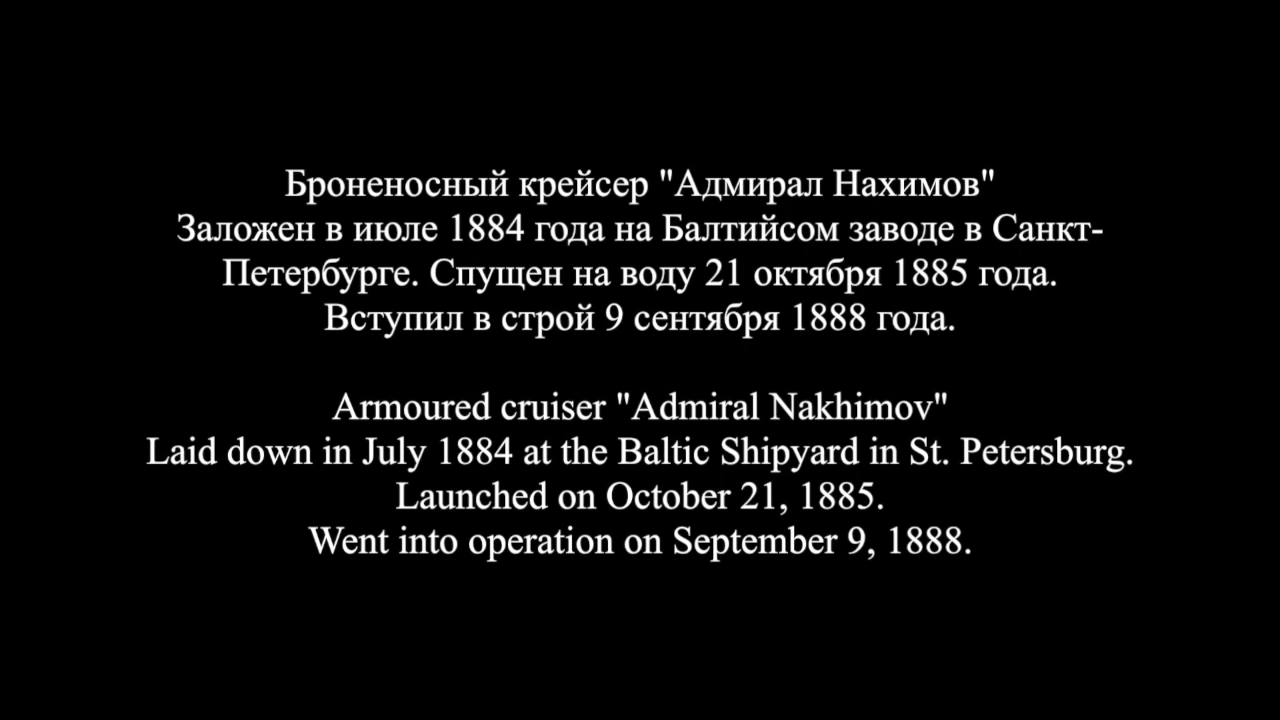 Броненосный крейсер "Адмирал Нахимов"
Заложен в июле 1884 года на Балтийсом заводе в Санкт-
Петербурге. Спущен на воду 21 октября 1885 года.
Вступил в строй 9 сентября 1888 года.
Armoured cruiser "Admiral Nakhimov"
Laid down in July 1884 at the Baltic Shipyard in St. Petersburg.
Launched on October 21, 1885.
Went into operation on September 9, 1888.